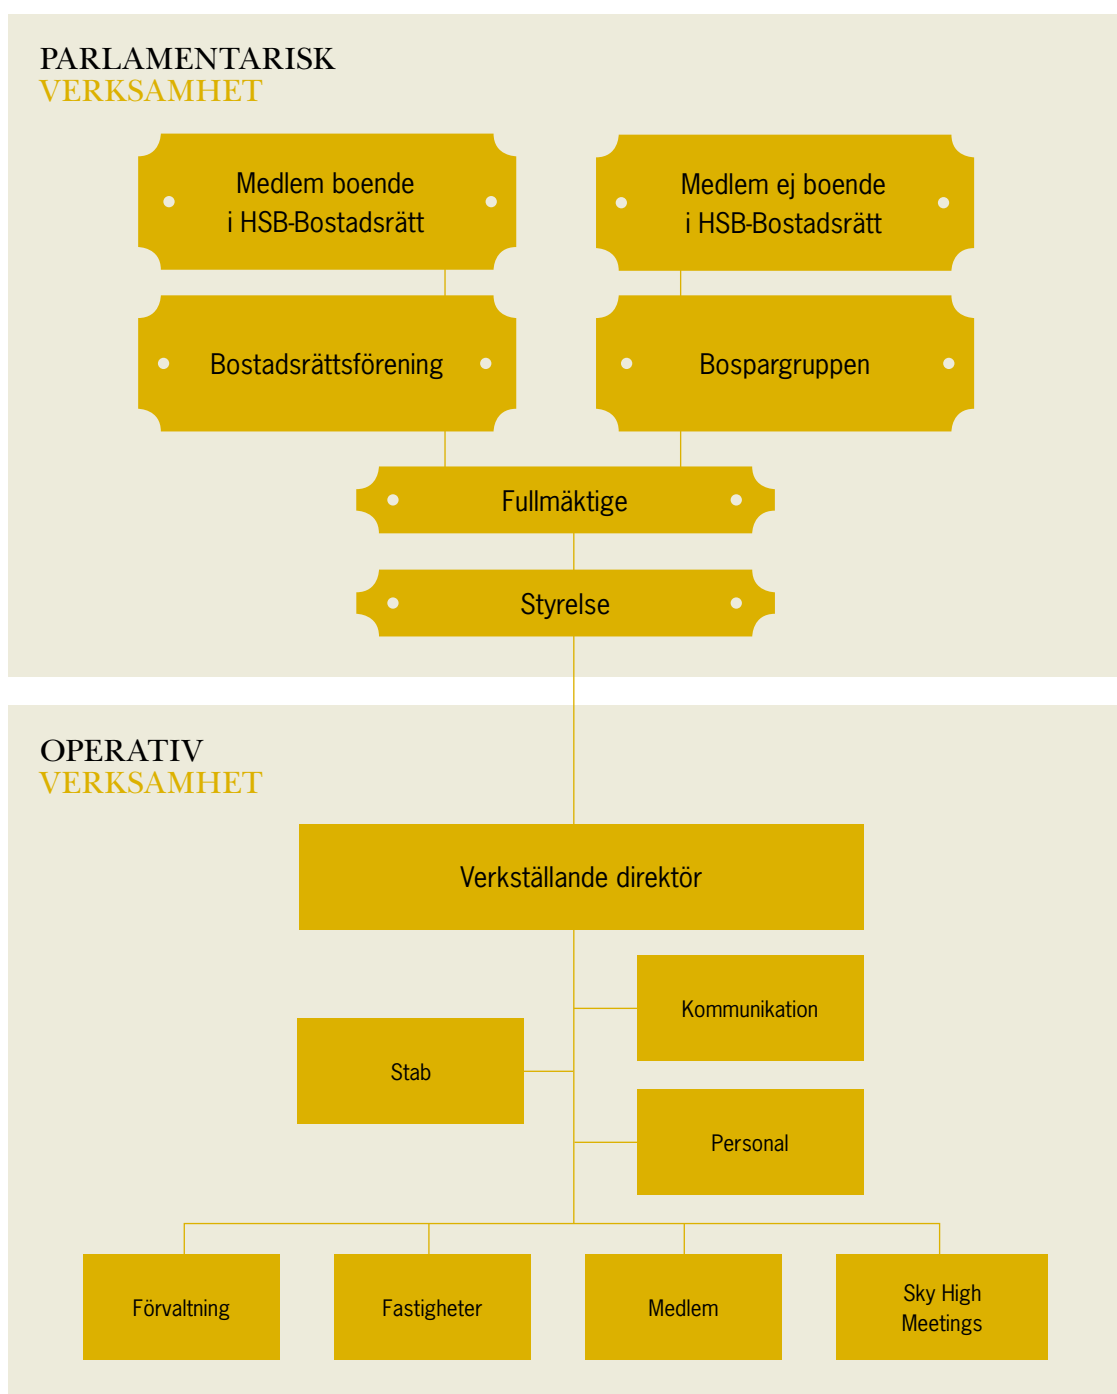 PARLAMENTARISK
VERKSAMHET
Medlem boende
i HSB-Bostadsrätt
Medlem ej boende
i HSB-Bostadsrätt
Bostadsrättsförening
Bospargruppen
Fullmäktige
Styrelse
OPERATIV
VERKSAMHET
Verkställande direktör
Kommunikation
Stab
Personal
Förvaltning
Fastigheter
Medlem
Sky High
Meetings